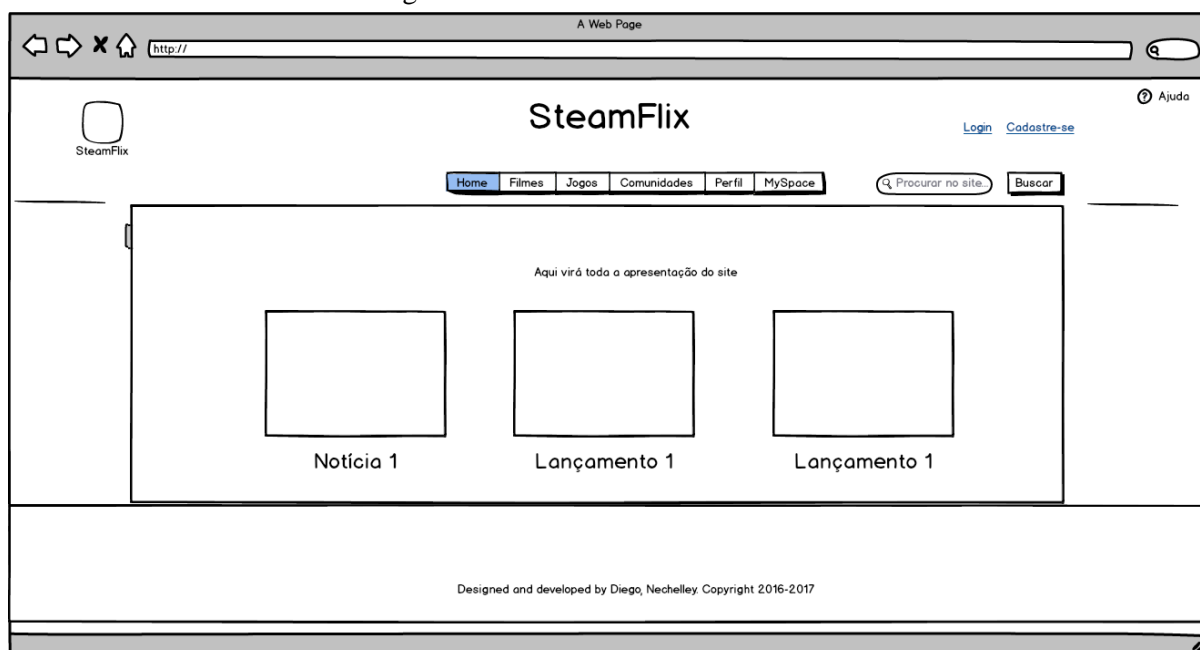 A Web Page
http://
Ajuda
SteamFlix
SteamFlix
Login Cadastre-se
Home Filmes Jogos Comunidades Perfil MySpace
Procurar no site...
Buscar
Aqui virá toda a apresentação do site
Notícia 1
Lançamento 1
Lançamento 1
Designed and developed by Diego, Nechelley. Copyright 2016-2017